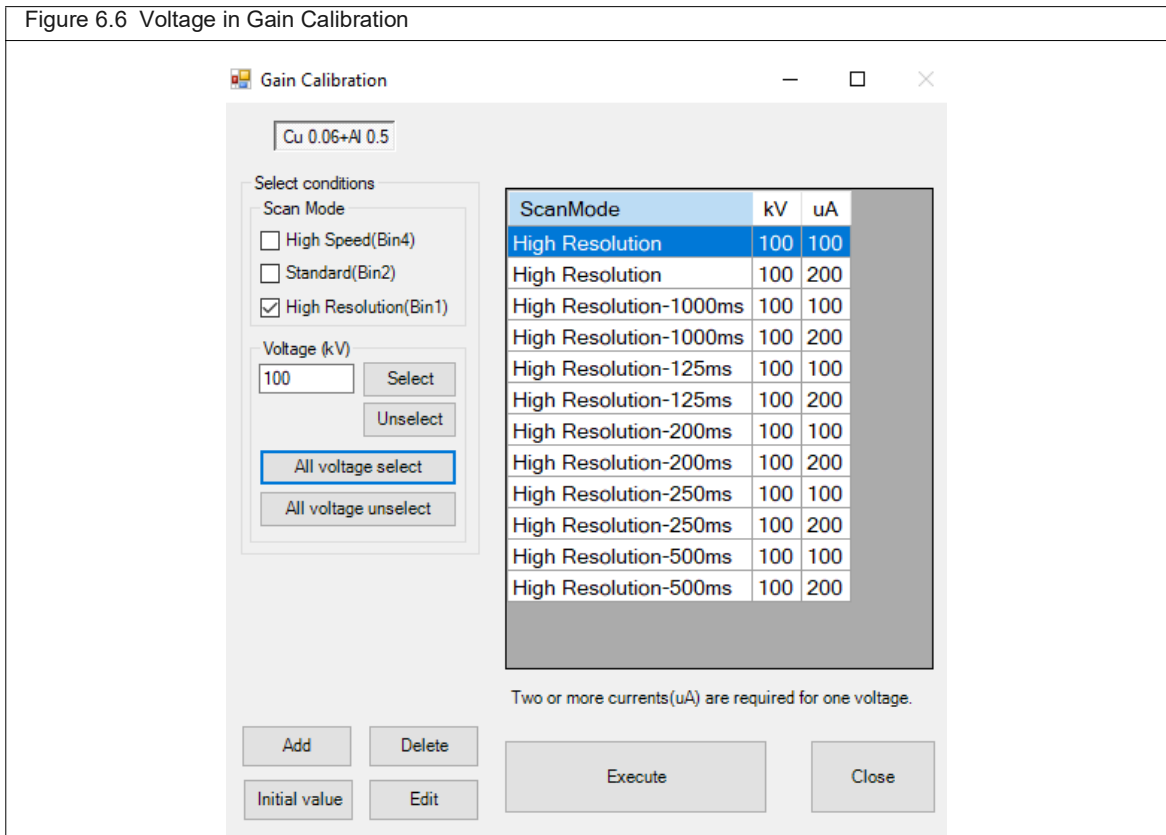 Figure 6.6 Voltage in Gain Calibration
Gain Calibration
Cu 0.06+Al 0.5
Select conditions
Scan Mode
High Speed(Bin4)
Standard(Bin2)
High Resolution(Bin1)
Voltage (kV)
100 Select
Unselect
All voltage select
All voltage unselect
ScanMode kV uA
High Resolution 100 100
High Resolution 100 200
High Resolution-1000ms 100 100
High Resolution-1000ms 100 200
High Resolution-125ms 100 100
High Resolution-125ms 100 200
High Resolution-200ms 100 100
High Resolution-200ms 100 200
High Resolution-250ms 100 100
High Resolution-250ms 100 200
High Resolution-500ms 100 100
High Resolution-500ms 100 200
Two or more currents(uA) are required for one voltage.
Add Delete
Initial value Edit
Execute Close